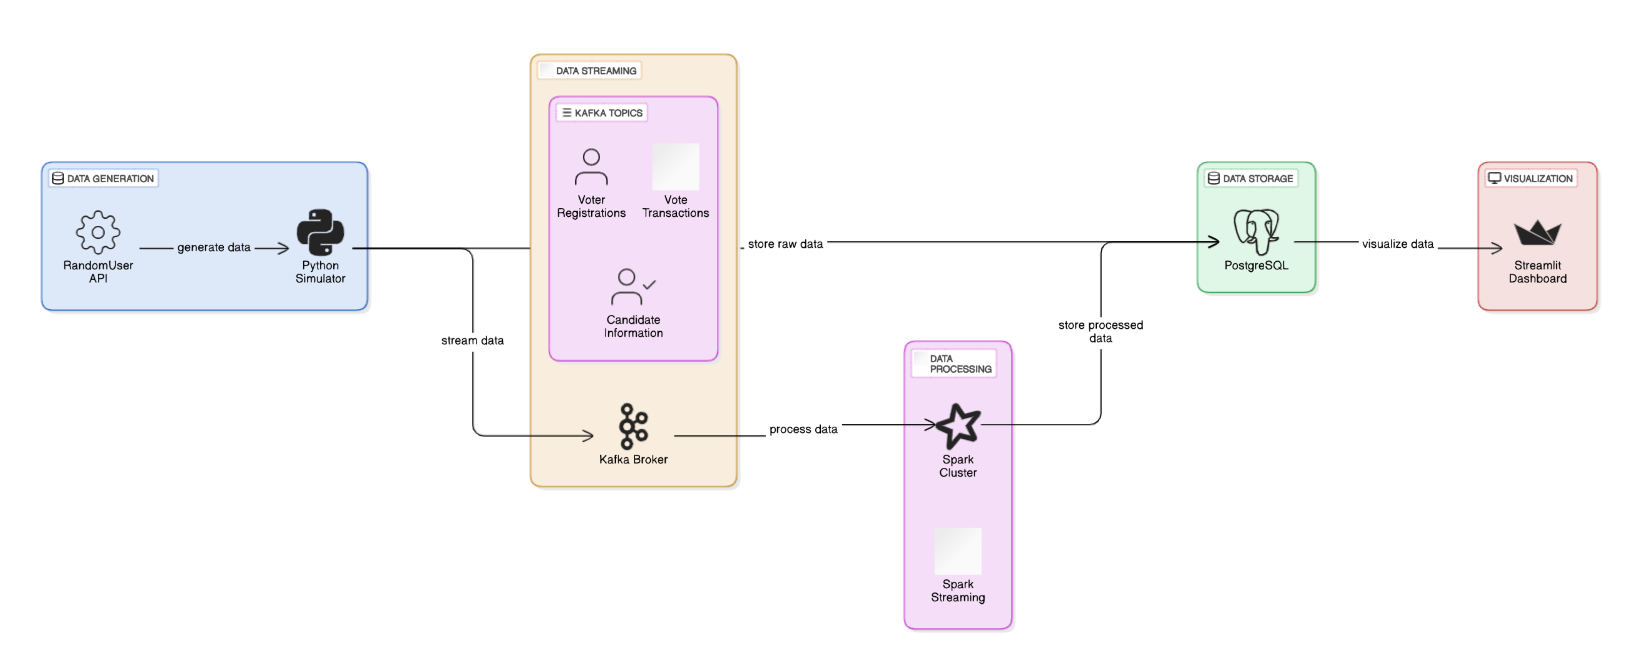 DATA GENERATION
RandomUser
API
generate data
Python
Simulator
stream data
DATA STREAMING
KAFKA TOPICS
Voter
Registrations
Vote
Transactions
Candidate
Information
Kafka Broker
store raw data
process data
DATA
PROCESSING
Spark
Cluster
Spark
Streaming
store processed
data
DATA STORAGE
PostgreSQL
visualize data
VISUALIZATION
Streamlit
Dashboard